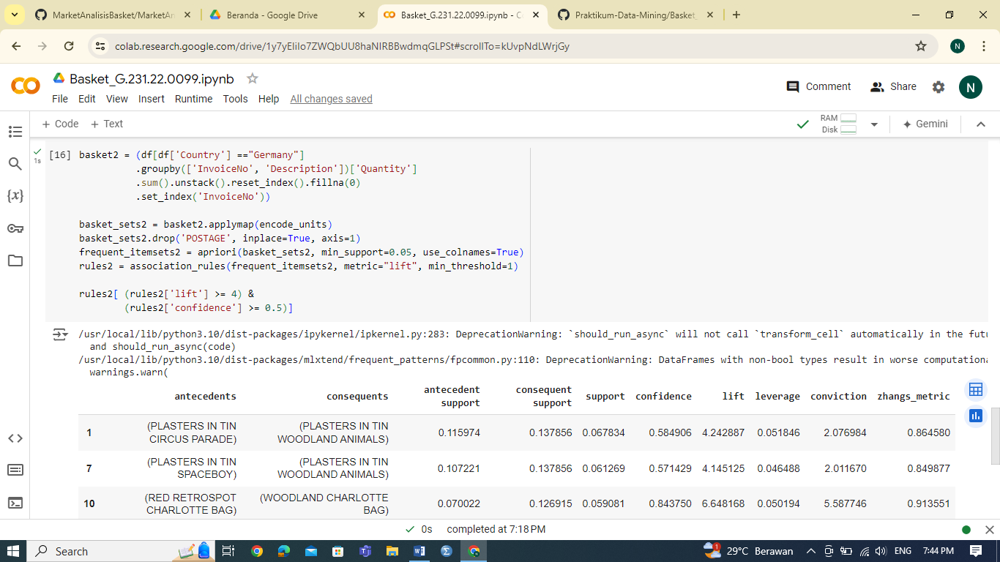 MarketAnalisisBasket/MarketAn
Beranda - Google Drive
Basket_G.231.22.0099.ipynb - Co
Praktikum-Data-Mining/Basket_
colab.research.google.com/drive/1y7yEliIo7ZWQbUU8haNIRBBwdmqGLPSt#scrollTo=kUvpNdLWrjGy
N
CO
Basket_G.231.22.0099.ipynb
File Edit View Insert Runtime Tools Help All changes saved
Comment
Share
N
+ Code + Text
RAM
Disk
Gemini
1s
[16] basket2 = (df[df['Country'] =="Germany"]
.groupby(['InvoiceNo', 'Description'])['Quantity']
.sum().unstack().reset_index().fillna(0)
.set_index('InvoiceNo'))
basket_sets2 = basket2.applymap(encode_units)
basket_sets2.drop('POSTAGE', inplace=True, axis=1)
frequent_itemsets2 = apriori(basket_sets2, min_support=0.05, use_colnames=True)
rules2 = association_rules(frequent_itemsets2, metric="lift", min_threshold=1)
rules2[ (rules2['lift'] >= 4) &
(rules2['confidence'] >= 0.5)]
/usr/local/lib/python3.10/dist-packages/ipykernel/ipkernel.py:283: DeprecationWarning: `should_run_async` will not call `transform_cell` automatically in the futu
and should_run_async(code)
/usr/local/lib/python3.10/dist-packages/mlxtend/frequent_patterns/fpcommon.py:110: DeprecationWarning: DataFrames with non-bool types result in worse computationa
warnings.warn(
antecedents consequents antecedent support consequent support support confidence lift leverage conviction zhangs_metric
1 (PLASTERS IN TIN CIRCUS PARADE) (PLASTERS IN TIN WOODLAND ANIMALS) 0.115974 0.137856 0.067834 0.584906 4.242887 0.051846 2.076984 0.864580
7 (PLASTERS IN TIN SPACEBOY) (PLASTERS IN TIN WOODLAND ANIMALS) 0.107221 0.137856 0.061269 0.571429 4.145125 0.046488 2.011670 0.849877
10 (RED RETROSPOT CHARLOTTE BAG) (WOODLAND CHARLOTTE BAG) 0.070022 0.126915 0.059081 0.843750 6.648168 0.050194 5.587746 0.913551
0s completed at 7:18 PM
Search
1
29°C Berawan
ENG
7:44 PM